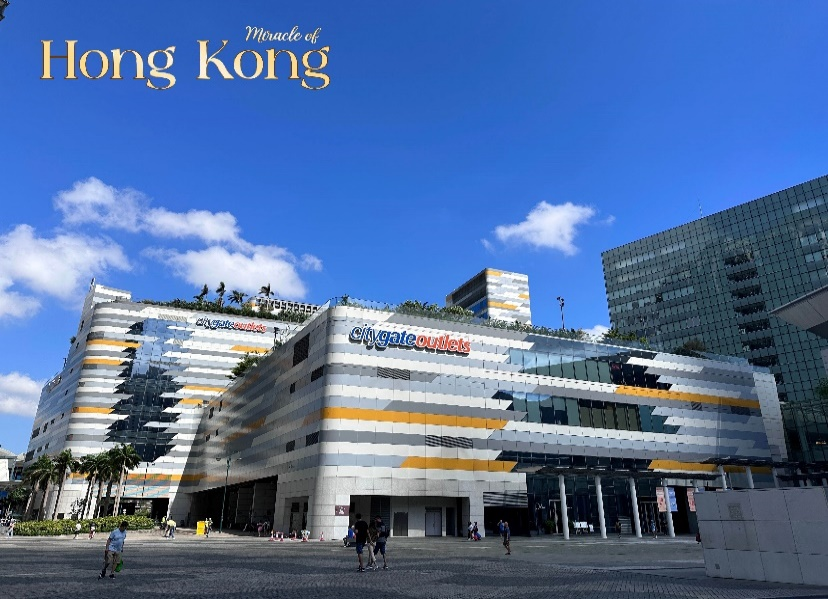 Miracle of
Hong Kong
citygateoutlets
citygateoutlets